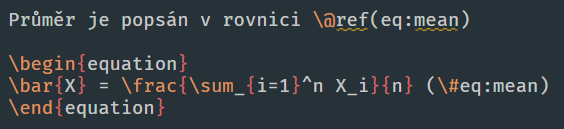 Průměr je popsán v rovnici \@ref(eq:mean)
\begin{equation}
\bar{X} = \frac{\sum_{i=1}^n X_i}{n} (\#eq:mean)
\end{equation}